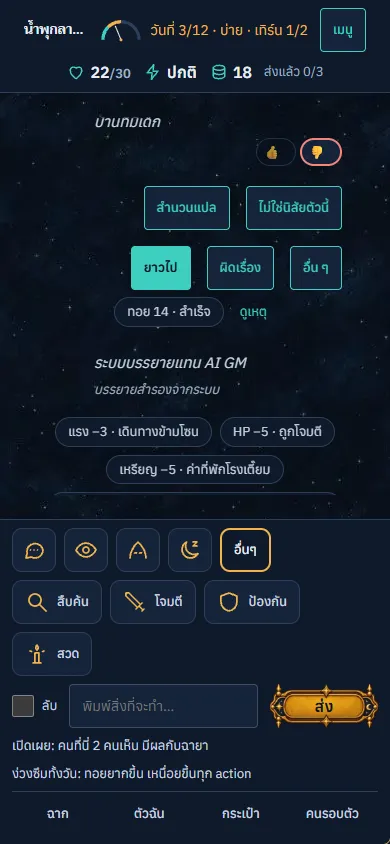 น้ำพุกลา... วันที่ 3/12 · บ่าย · เทิร์น 1/2 เมนู
22/30 ปกติ 18 ส่งแล้ว 0/3
สำนวนแปล ไม่ใช่นิสัยตัวนี้
ยาวไป ผิดเรื่อง อื่น ๆ
ทอย 14 · สำเร็จ ดูเหตุ
ระบบบรรยายแทน AI GM
บรรยายสำรองจากระบบ
แรง −3 · เดินทางข้ามโซน HP −5 · ถูกโจมตี
เหรียญ −5 · ค่าที่พักโรงเตี๊ยม
อื่นๆ
สืบค้น โจมตี ป้องกัน
สวด
ลับ พิมพ์สิ่งที่จะทำ... ส่ง
เปิดเผย: คนที่นี่ 2 คนเห็น มีผลกับฉายา
ง่วงซึมทั้งวัน: ทอยยากขึ้น เหนื่อยขึ้นทุก action
ฉาก ตัวฉัน กระเป๋า คนรอบตัว